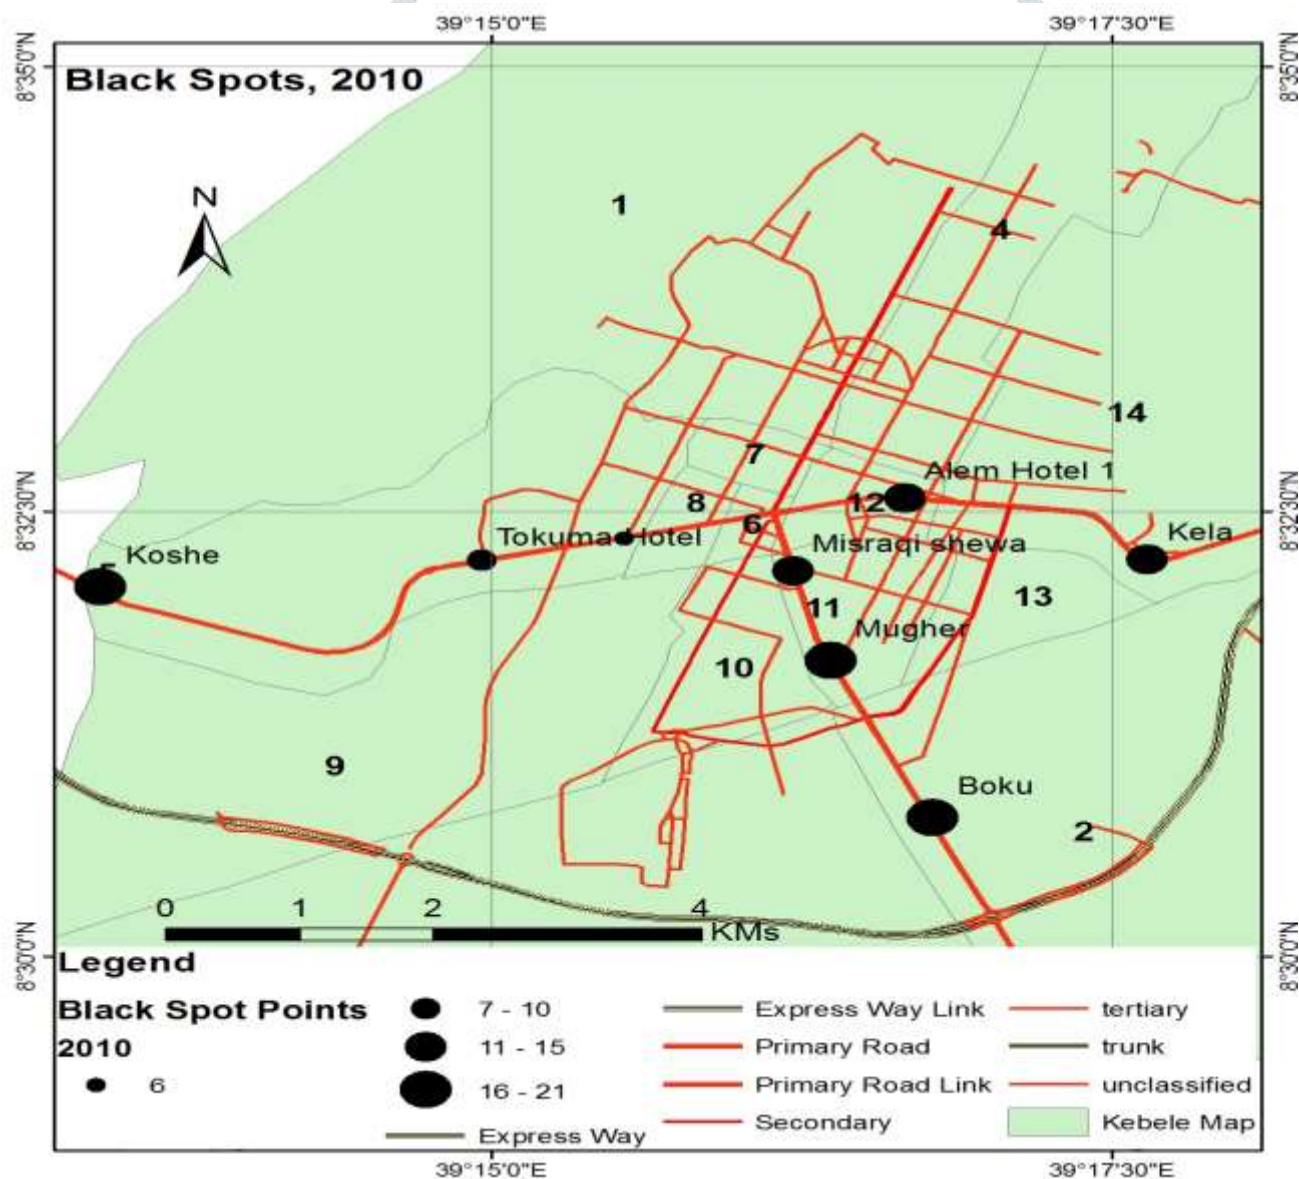 39°15'0"E 39°17'30"E
8°35'0"N 8°35'0"N
Black Spots, 2010
N
1
4
14
7
Alem Hotel 1
8 12
8°32'30"N 8°32'30"N
6
Tokuma Hotel
Kela
Misraqi shewa
Koshe
5
13
11
Mugher
10
9
Boku
2
0 1 2 4
KMs
8°30'0"N 8°30'0"N
Legend
Black Spot Points
2010
6
7 - 10
11 - 15
16 - 21
Express Way
Express Way Link
Primary Road
Primary Road Link
Secondary
tertiary
trunk
unclassified
Kebele Map
39°15'0"E 39°17'30"E